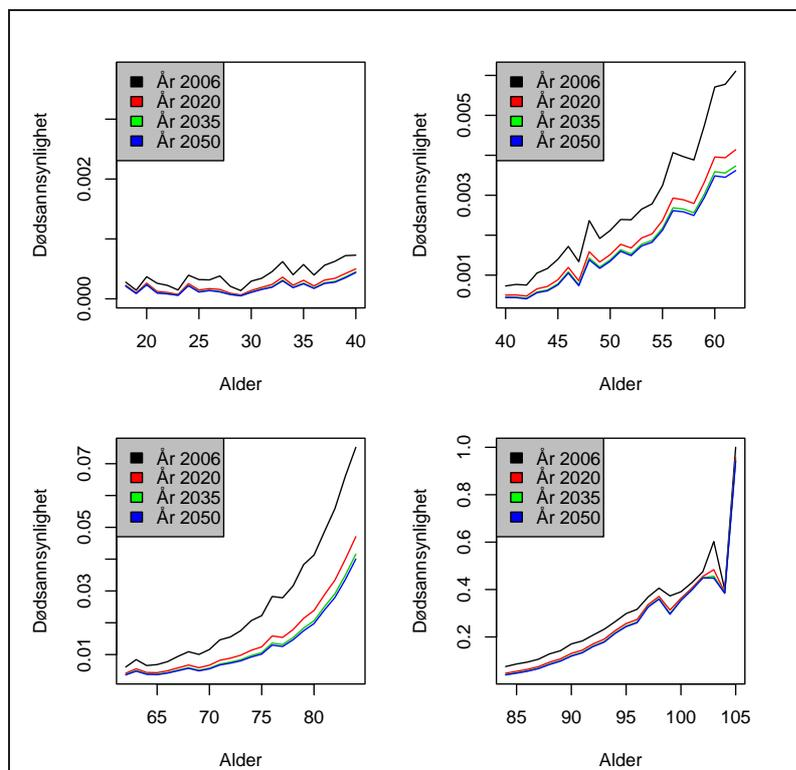 År 2006
År 2020
År 2035
År 2050
Dødsannsynlighet
0.002
0.000
20 25 30 35 40
Alder
År 2006
År 2020
År 2035
År 2050
Dødsannsynlighet
0.005
0.003
0.001
40 45 50 55 60
Alder
År 2006
År 2020
År 2035
År 2050
Dødsannsynlighet
0.07
0.05
0.03
0.01
65 70 75 80
Alder
År 2006
År 2020
År 2035
År 2050
Dødsannsynlighet
1.0
0.8
0.6
0.4
0.2
85 90 95 100 105
Alder